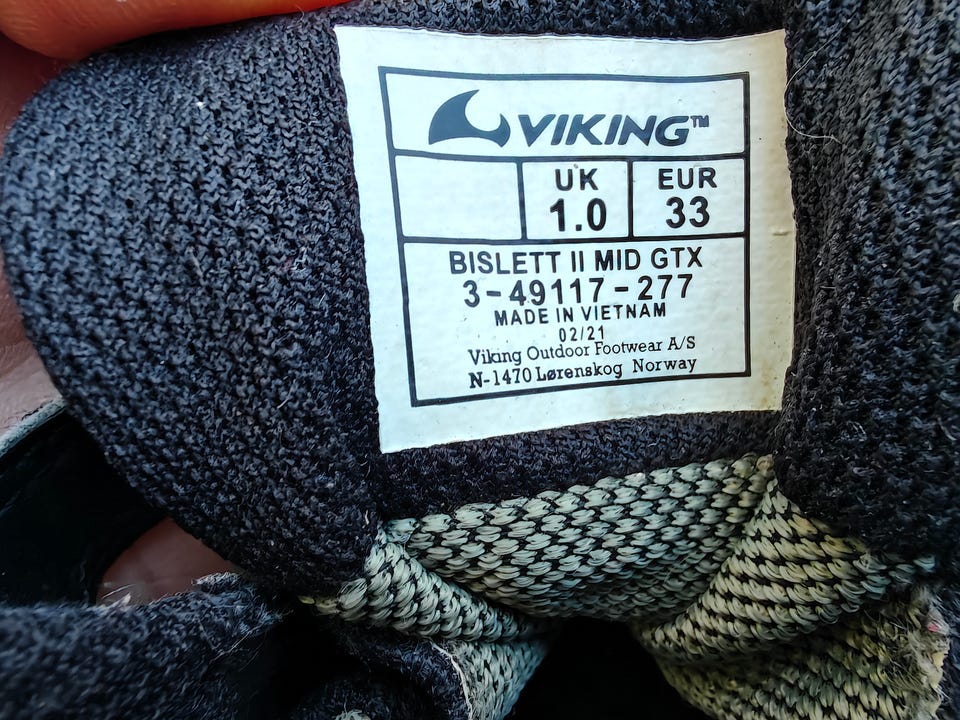 VIKING™
UK EUR
1.0 33
BISLETT II MID GTX
3-49117-277
MADE IN VIETNAM
02/21
Viking Outdoor Footwear A/S
N-1470 Lørenskog Norway